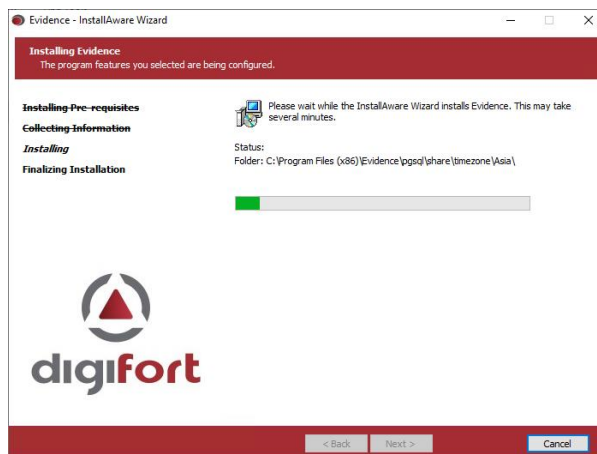 Evidence - InstallAware Wizard
Installing Evidence
The program features you selected are being configured.
Installing Pre-requisites
Collecting Information
Installing
Finalizing Installation
Please wait while the InstallAware Wizard installs Evidence. This may take
several minutes.
Status:
Folder: C:\Program Files (x86)\Evidence\pgsql\share\timezone\Asia\
digifort
< Back
Next >
Cancel